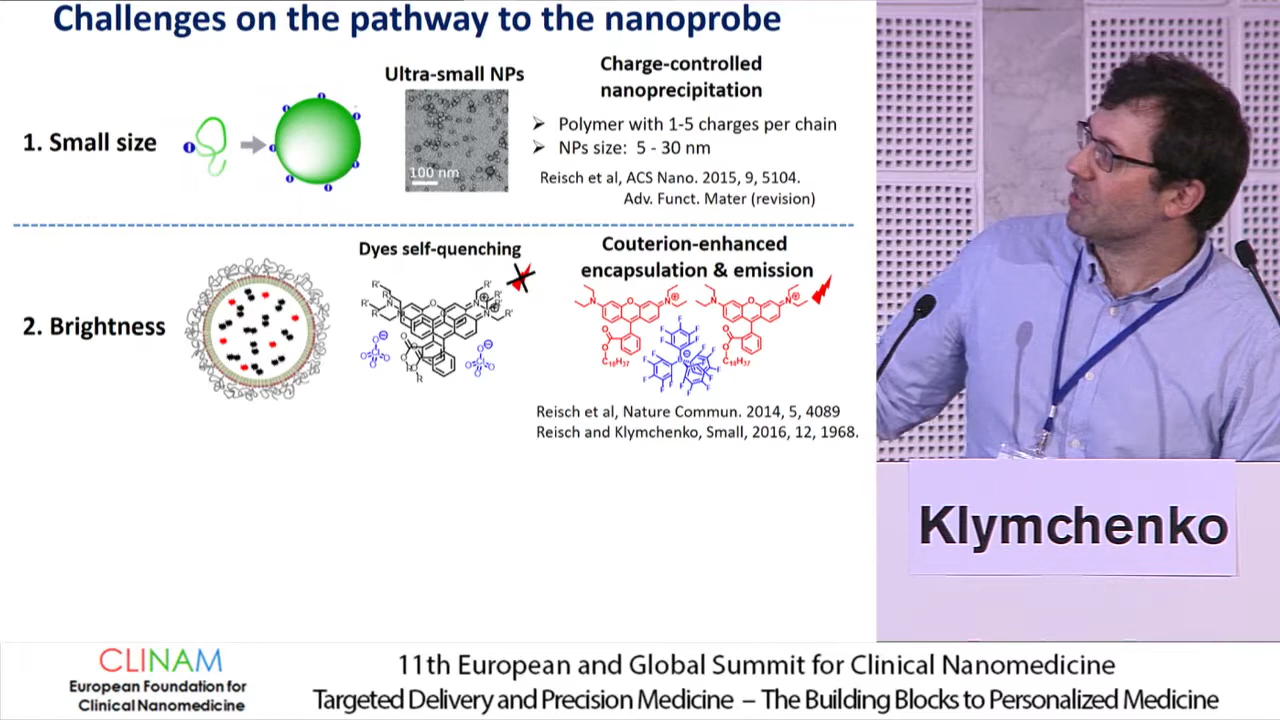 Challenges on the pathway to the nanoprobe
Ultra-small NPs
Charge-controlled
nanoprecipitation
1. Small size
100 nm
➢ Polymer with 1-5 charges per chain
➢ NPs size: 5 - 30 nm
Reisch et al, ACS Nano. 2015, 9, 5104.
Adv. Funct. Mater (revision)
Dyes self-quenching
Couterion-enhanced
encapsulation & emission
2. Brightness
Reisch et al, Nature Commun. 2014, 5, 4089
Reisch and Klymchenko, Small, 2016, 12, 1968.
Klymchenko
CLINAM
European Foundation for
Clinical Nanomedicine
11th European and Global Summit for Clinical Nanomedicine
Targeted Delivery and Precision Medicine – The Building Blocks to Personalized Medicine